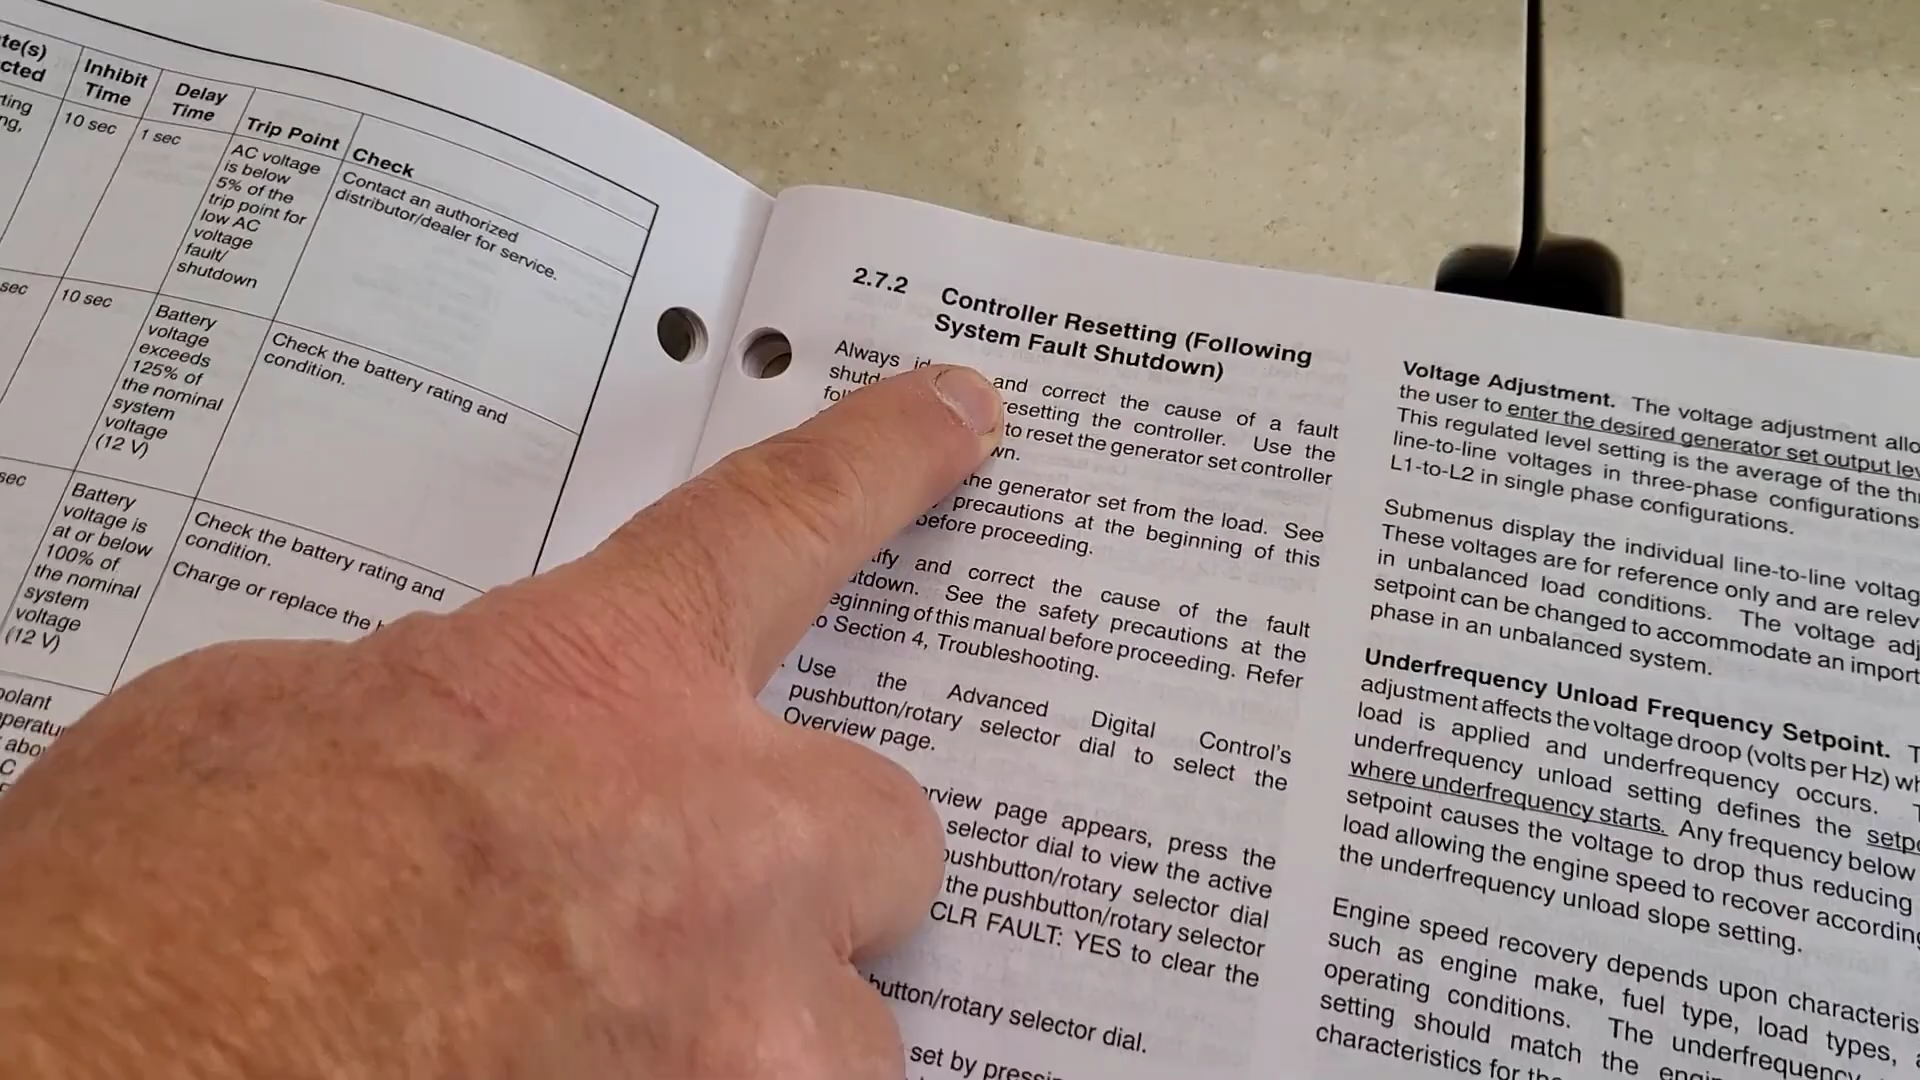 te(s)
cted
Inhibit
Time
Delay
Time
Trip Point
Check
ting
ng,
10 sec
1 sec
AC voltage
is below
5% of the
trip point for
low AC
voltage
fault/
shutdown
Contact an authorized
distributor/dealer for service.
sec
10 sec
Battery
voltage
exceeds
125% of
the nominal
system
voltage
(12 V)
Check the battery rating and
condition.
sec
Battery
voltage is
at or below
100% of
the nominal
system
voltage
(12 V)
Check the battery rating and
condition.
Charge or replace the
2.7.2 Controller Resetting (Following
System Fault Shutdown)
Always and correct the cause of a fault
resetting the controller. Use the
to reset the generator set controller
wn.
the generator set from the load. See
precautions at the beginning of this
before proceeding.
tify and correct the cause of the fault
utdown. See the safety precautions at the
eginning of this manual before proceeding. Refer
to Section 4, Troubleshooting.
Use the Advanced Digital Control's
pushbutton/rotary selector dial to select the
Overview page.
rview page appears, press the
selector dial to view the active
pushbutton/rotary selector dial
the pushbutton/rotary selector
CLR FAULT: YES to clear the
button/rotary selector dial.
set by
Voltage Adjustment. The voltage adjustment allo
the user to enter the desired generator set output lev
This regulated level setting is the average of the th
line-to-line voltages in three-phase configurations
L1-to-L2 in single phase configurations.
Submenus display the individual line-to-line voltag
These voltages are for reference only and are relev
in unbalanced load conditions. The voltage adj
setpoint can be changed to accommodate an import
phase in an unbalanced system.
Underfrequency Unload Frequency Setpoint. T
adjustment affects the voltage droop (volts per Hz) wh
load is applied and underfrequency occurs. T
underfrequency unload setting defines the setpo
where underfrequency starts. Any frequency below
setpoint causes the voltage to drop thus reducing
load allowing the engine speed to recover according
the underfrequency unload slope setting.
Engine speed recovery depends upon characteris
such as engine make, fuel type, load types, a
operating conditions. The underfrequency
setting should match the engin
characteristics for the